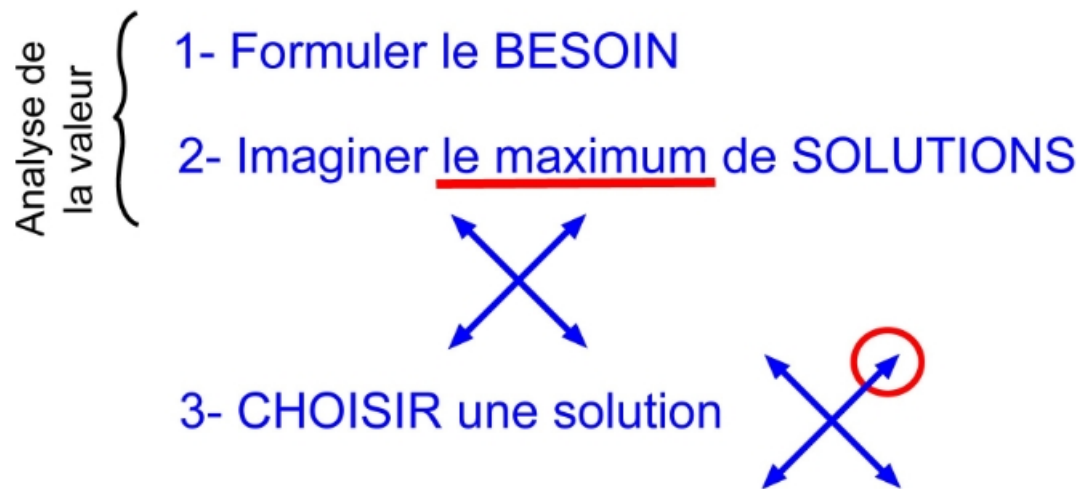 Analyse de
la valeur
1- Formuler le BESOIN
2- Imaginer le maximum de SOLUTIONS
3- CHOISIR une solution